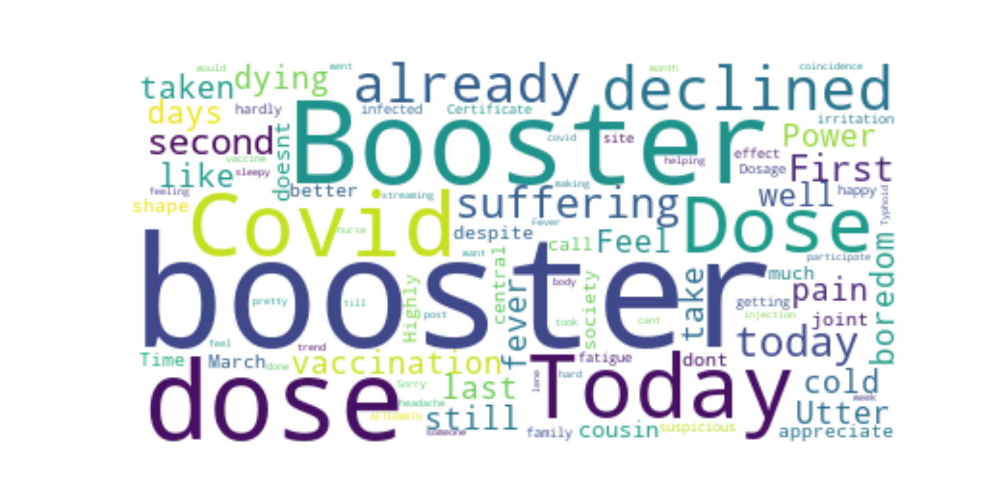 would
went
month
coincidence
taken
dying
already
declined
days
hardly
infected
Certificate
irritation
second
doesnt
Booster
covid
site
Power
vaccine
helping
effect
First
like
sleepy
Dosage
feeling
better
making
well
happy
Typhoid
shape
Covid
streaming
suffering
Dose
nurse
despite
Fever
call
Feel
want
central
participate
boredom
booster
Highly
fever
body
society
take
much
pain
pretty
till
post
took
cant
getting
injection
joint
today
feel
trend
Time
March
done
vaccination
fatigue
dont
dose
Sorry
last
lene
hard
Today
cold
week
headache
AFTERMATH
still
Utter
someone
family
cousin
suspicious
appreciate